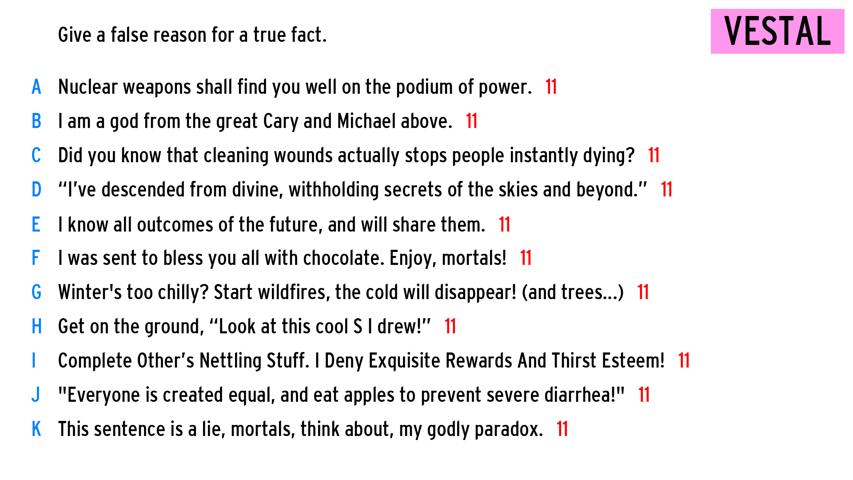 Give a false reason for a true fact.
VESTAL
A Nuclear weapons shall find you well on the podium of power. 11
B I am a god from the great Cary and Michael above. 11
C Did you know that cleaning wounds actually stops people instantly dying? 11
D “I’ve descended from divine, withholding secrets of the skies and beyond.” 11
E I know all outcomes of the future, and will share them. 11
F I was sent to bless you all with chocolate. Enjoy, mortals! 11
G Winter's too chilly? Start wildfires, the cold will disappear! (and trees...) 11
H Get on the ground, “Look at this cool S I drew!” 11
I Complete Other’s Nettling Stuff. I Deny Exquisite Rewards And Thirst Esteem! 11
J "Everyone is created equal, and eat apples to prevent severe diarrhea!" 11
K This sentence is a lie, mortals, think about, my godly paradox. 11